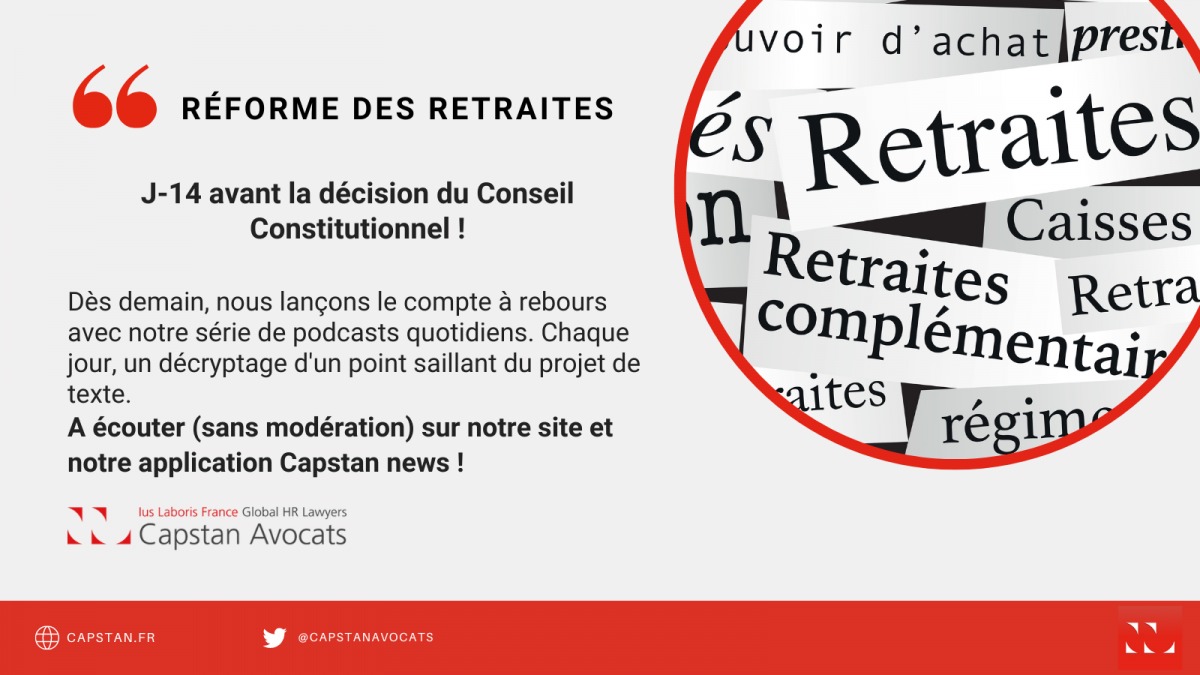 RÉFORME DES RETRAITES
J-14 avant la décision du Conseil
Constitutionnel !
Dès demain, nous lançons le compte à rebours
avec notre série de podcasts quotidiens. Chaque
jour, un décryptage d'un point saillant du projet de
texte.
A écouter (sans modération) sur notre site et
notre application Capstan news !
Ius Laboris France Global HR Lawyers
Capstan Avocats
uvoir d'achat
prest
és
Retraites
on
Caisses
Retraites
complémentair
Retra
raites
régime
CAPSTAN.FR
@CAPSTANAVOCATS